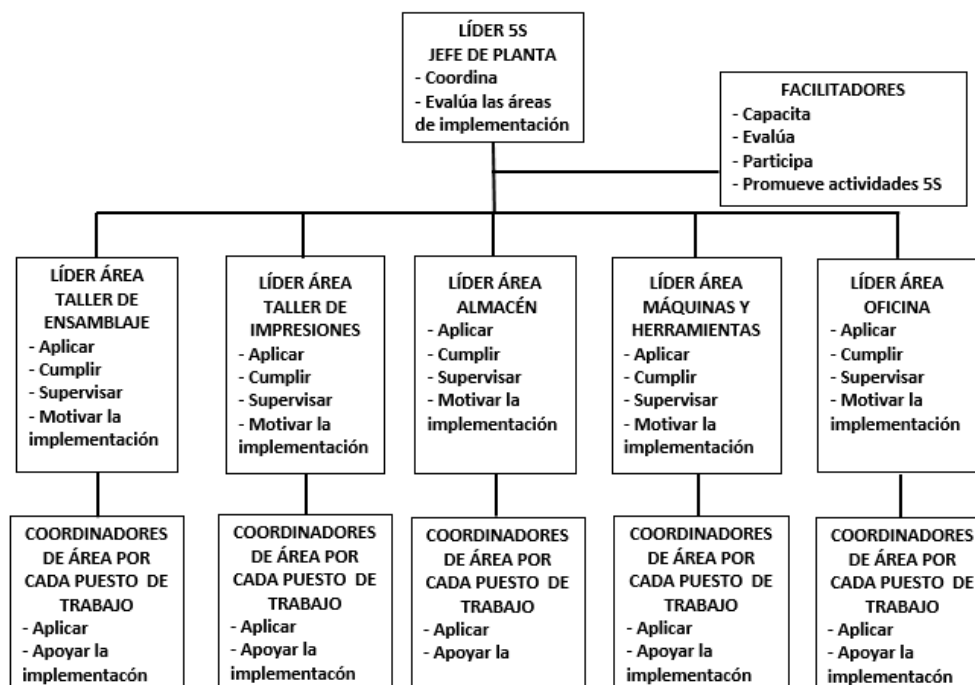 LÍDER 5S
JEFE DE PLANTA
- Coordina
- Evalúa las áreas
de implementación
FACILITADORES
- Capacita
- Evalúa
- Participa
- Promueve actividades 5S
LÍDER ÁREA
TALLER DE
ENSAMBLAJE
- Aplicar
- Cumplir
- Supervisar
- Motivar la
implementación
LÍDER ÁREA
TALLER DE
IMPRESIONES
- Aplicar
- Cumplir
- Supervisar
- Motivar la
implementación
LÍDER ÁREA
ALMACÉN
- Aplicar
- Cumplir
- Supervisar
- Motivar la
implementación
LÍDER ÁREA
MÁQUINAS Y
HERRAMIENTAS
- Aplicar
- Cumplir
- Supervisar
- Motivar la
implementación
LÍDER ÁREA
OFICINA
- Aplicar
- Cumplir
- Supervisar
- Motivar la
implementación
COORDINADORES
DE ÁREA POR
CADA PUESTO DE
TRABAJO
- Aplicar
- Apoyar la
implementacón
COORDINADORES
DE ÁREA POR
CADA PUESTO DE
TRABAJO
- Aplicar
- Apoyar la
implementacón
COORDINADORES
DE ÁREA POR
CADA PUESTO DE
TRABAJO
- Aplicar
- Apoyar la
COORDINADORES
DE ÁREA POR
CADA PUESTO DE
TRABAJO
- Aplicar
- Apoyar la
implementacón
COORDINADORES
DE ÁREA POR
CADA PUESTO DE
TRABAJO
- Aplicar
- Apoyar la
implementacón